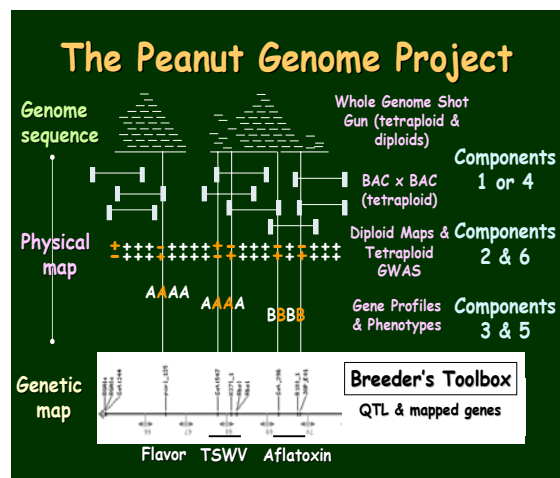 The Peanut Genome Project
Genome
sequence
Whole Genome Shot
Gun (tetraploid &
diploids)
Components
1 or 4
BAC x BAC
(tetraploid)
Physical
map
Diploid Maps &
Tetraploid
GWAS
Components
2 & 6
AAAA
AAAA
BBBB
Gene Profiles
& Phenotypes
Components
3 & 5
Genetic
map
Breeder's Toolbox
QTL & mapped genes
Flavor TSWV Aflatoxin